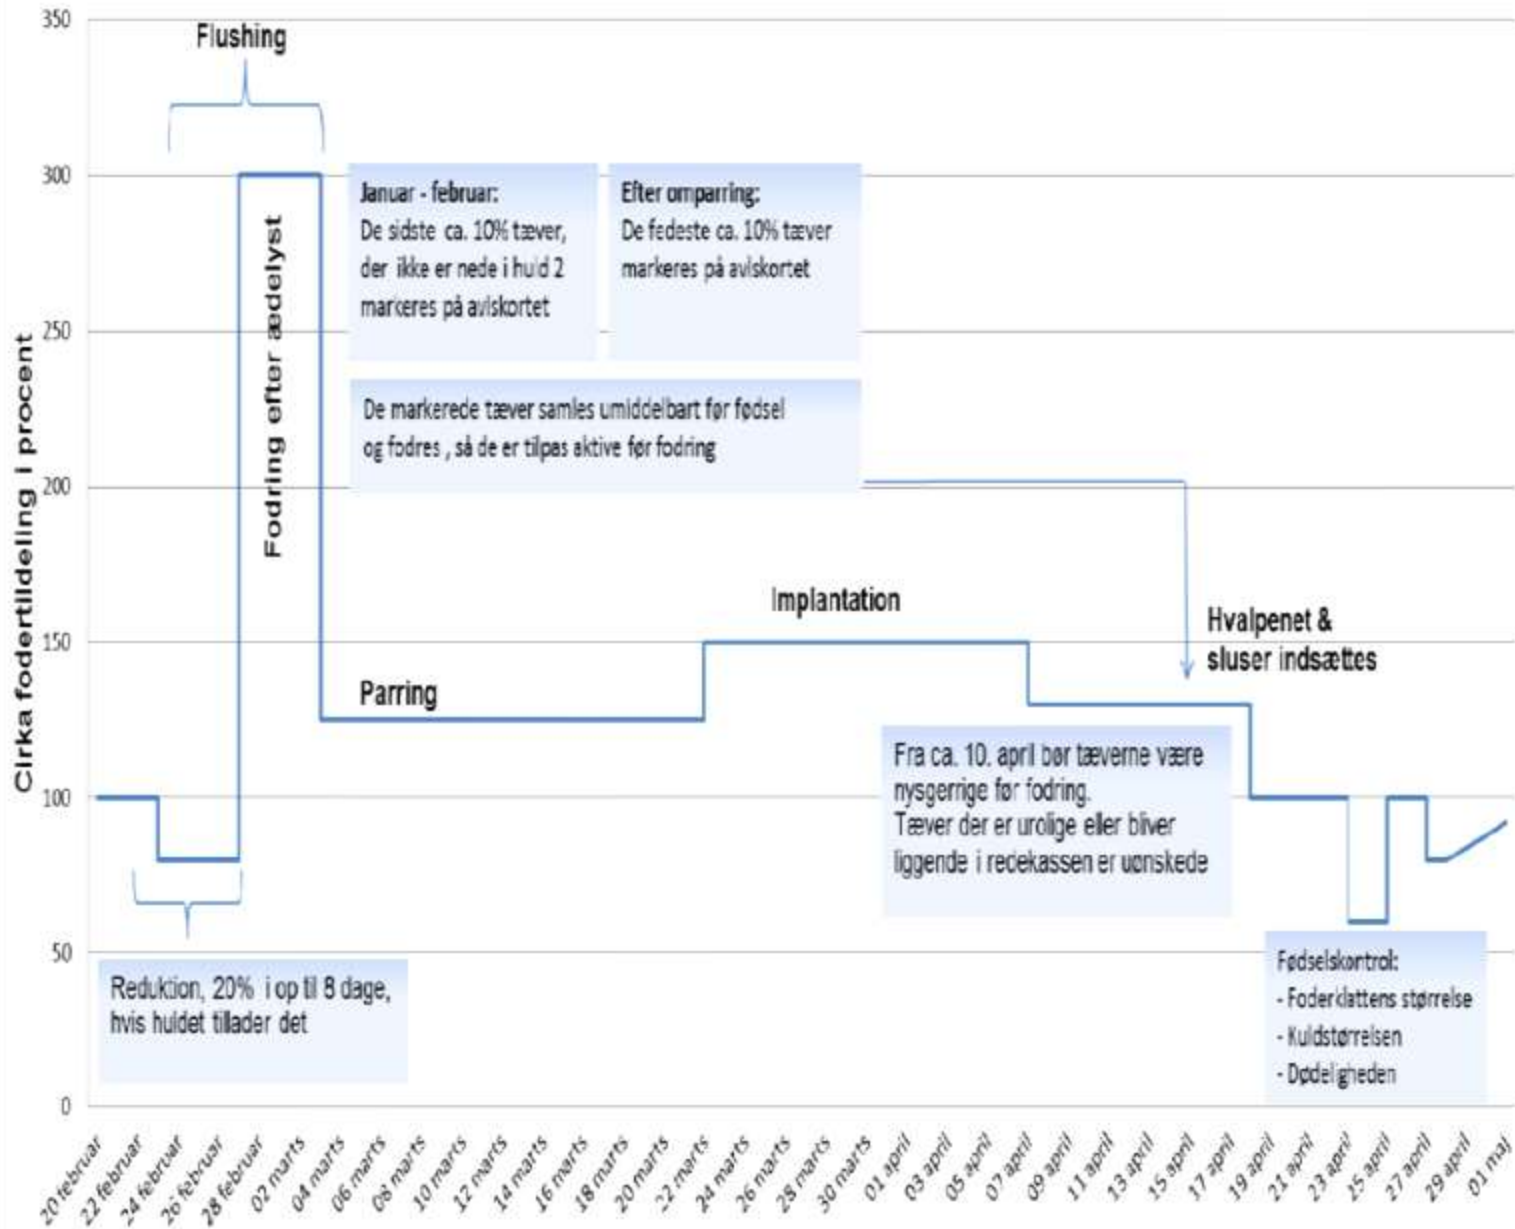 350
Flushing
300
250
200
150
100
50
0
Cirka fodertildeling i procent
Fodring efter ædelyst
Januar - februar:
De sidste ca. 10% tæver,
der ikke er nede i huld 2
markeres på avlskortet
Efter omparring:
De fedeste ca. 10% tæver
markeres på avlskortet
De markerede tæver samles umiddelbart før fødsel
og fodres , så de er tilpas aktive før fodring
Implantation
Hvalpenet &
sluser indsættes
Parring
Fra ca. 10. april bør tæverne være
nysgerrige før fodring.
Tæver der er urolige eller bliver
liggende i redekassen er uønskede
Reduktion, 20% i op til 8 dage,
hvis huldet tillader det
Fødselskontrol:
- Foderklattens størrelse
- Kuldstørrelsen
- Dødeligheden
20 februar
22 februar
24 februar
26 februar
28 februar
02 marts
04 marts
06 marts
08 marts
10 marts
12 marts
14 marts
16 marts
18 marts
20 marts
22 marts
24 marts
26 marts
28 marts
30 marts
01 april
03 april
05 april
07 april
09 april
11 april
13 april
15 april
17 april
19 april
21 april
23 april
25 april
27 april
29 april
01 maj